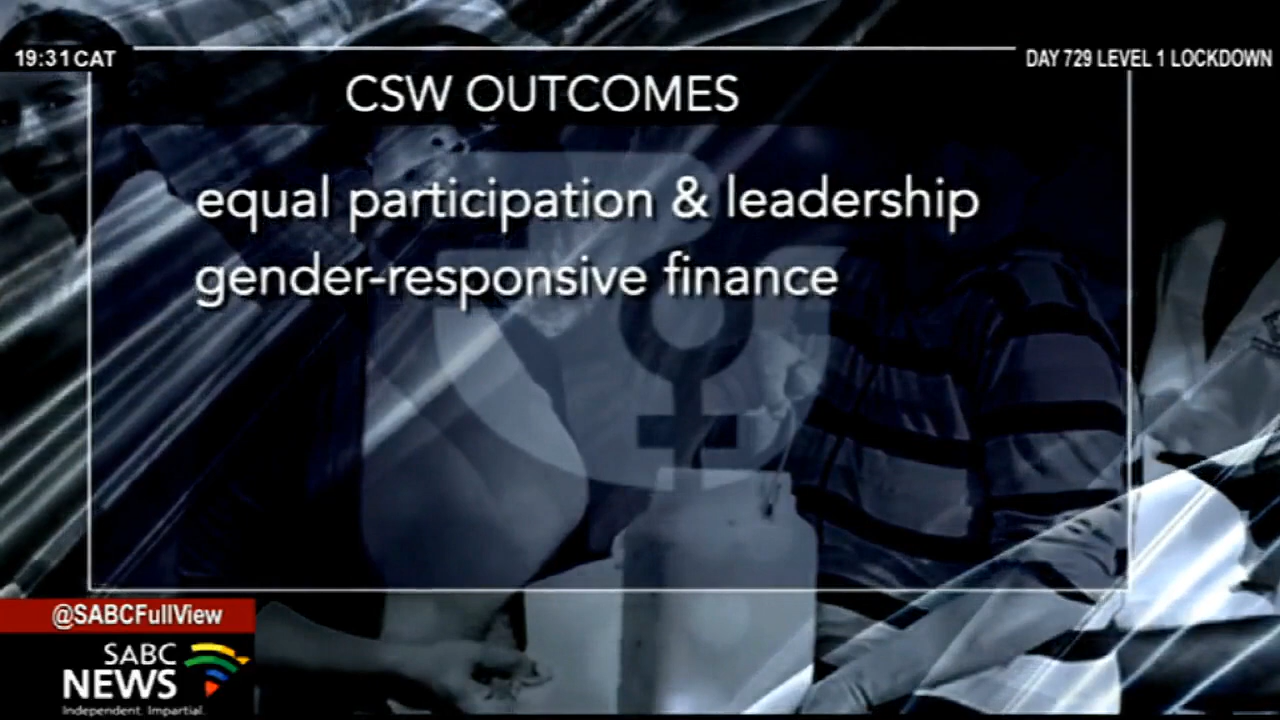 19:31 CAT
DAY 729 LEVEL 1 LOCKDOWN
CSW OUTCOMES
equal participation & leadership
gender-responsive finance
@SABCFullView
SABC
NEWS
Independent. Impartial.